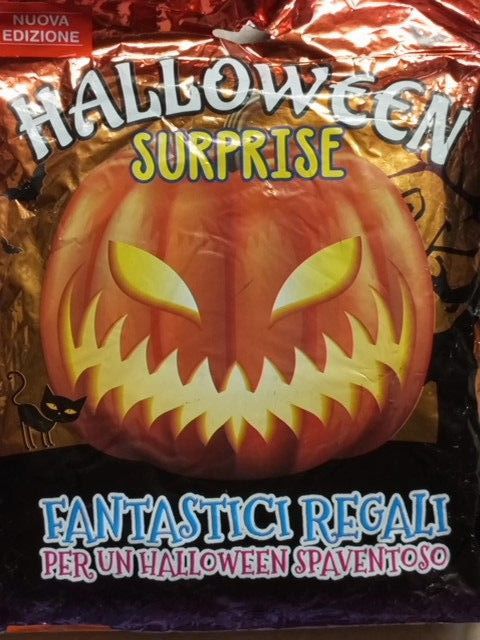 NUOVA
EDIZIONE
HALLOWEEN
SURPRISE
FANTASTICI REGALI
PER UN HALLOWEEN SPAVENTOSO